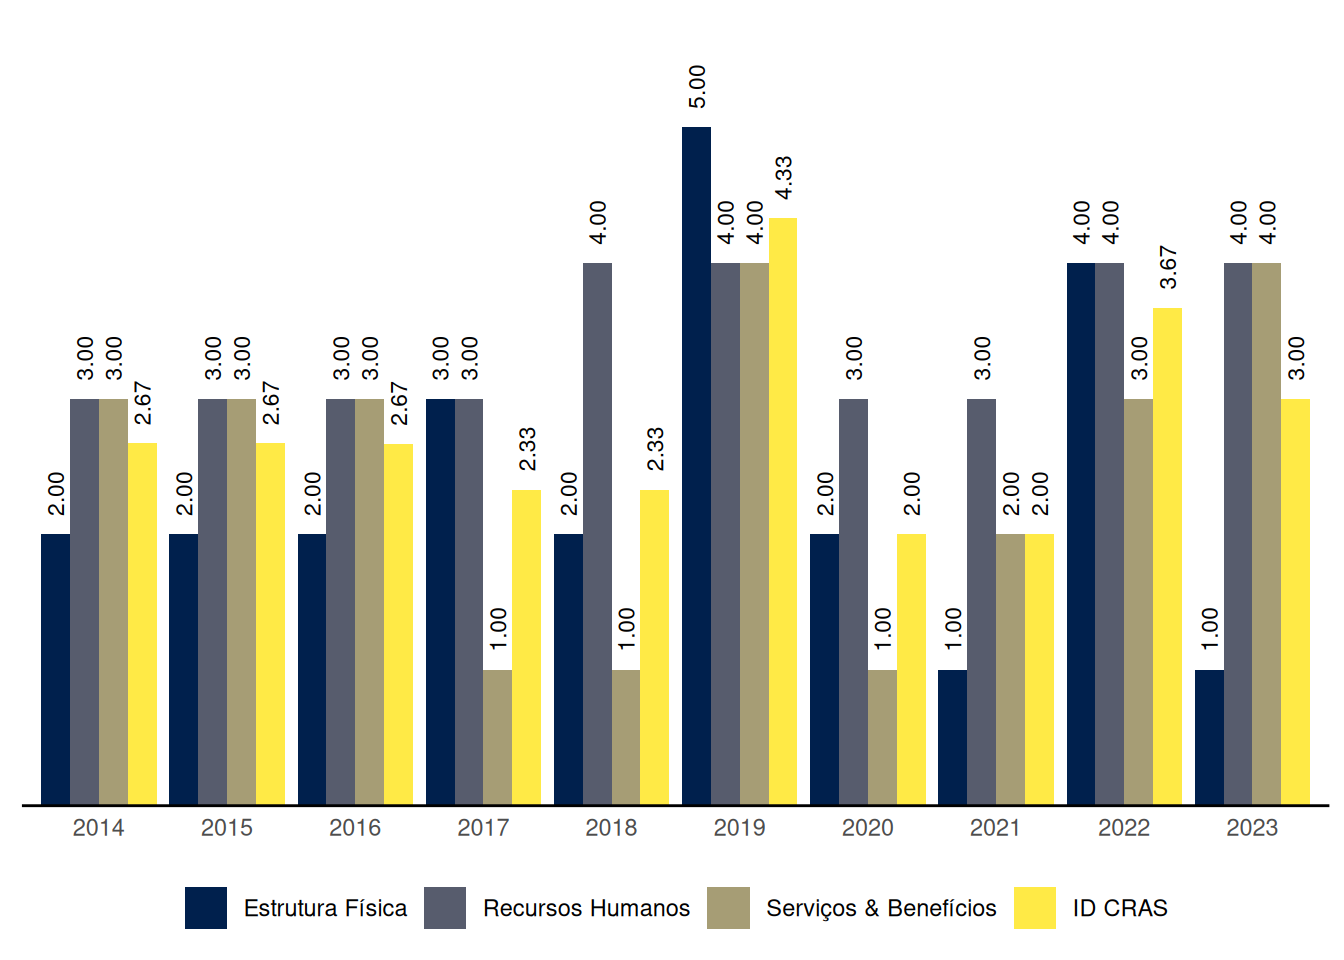 5.00
4.33
4.00 4.00 4.00 4.00 4.00 4.00 4.00
3.67
3.00 3.00 3.00 3.00 3.00 3.00 3.00 3.00 3.00 3.00 3.00 3.00
2.67 2.67 2.67
2.33 2.33
2.00 2.00 2.00 2.00 2.00 2.00 2.00 2.00
1.00 1.00 1.00 1.00 1.00
2014 2015 2016 2017 2018 2019 2020 2021 2022 2023
Estrutura Física Recursos Humanos Serviços & Benefícios ID CRAS